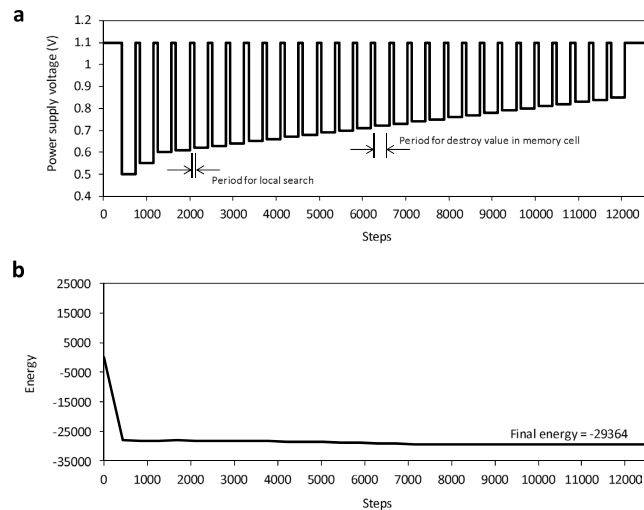 a
1.2
1.1
1
0.9
0.8
0.7
0.6
0.5
0.4
Power supply voltage (V)
Period for destroy value in memory cell
Period for local search
0 1000 2000 3000 4000 5000 6000 7000 8000 9000 10000 11000 12000
Steps
b
25000
15000
5000
-5000
-15000
-25000
-35000
Energy
Final energy = -29364
0 1000 2000 3000 4000 5000 6000 7000 8000 9000 10000 11000 12000
Steps